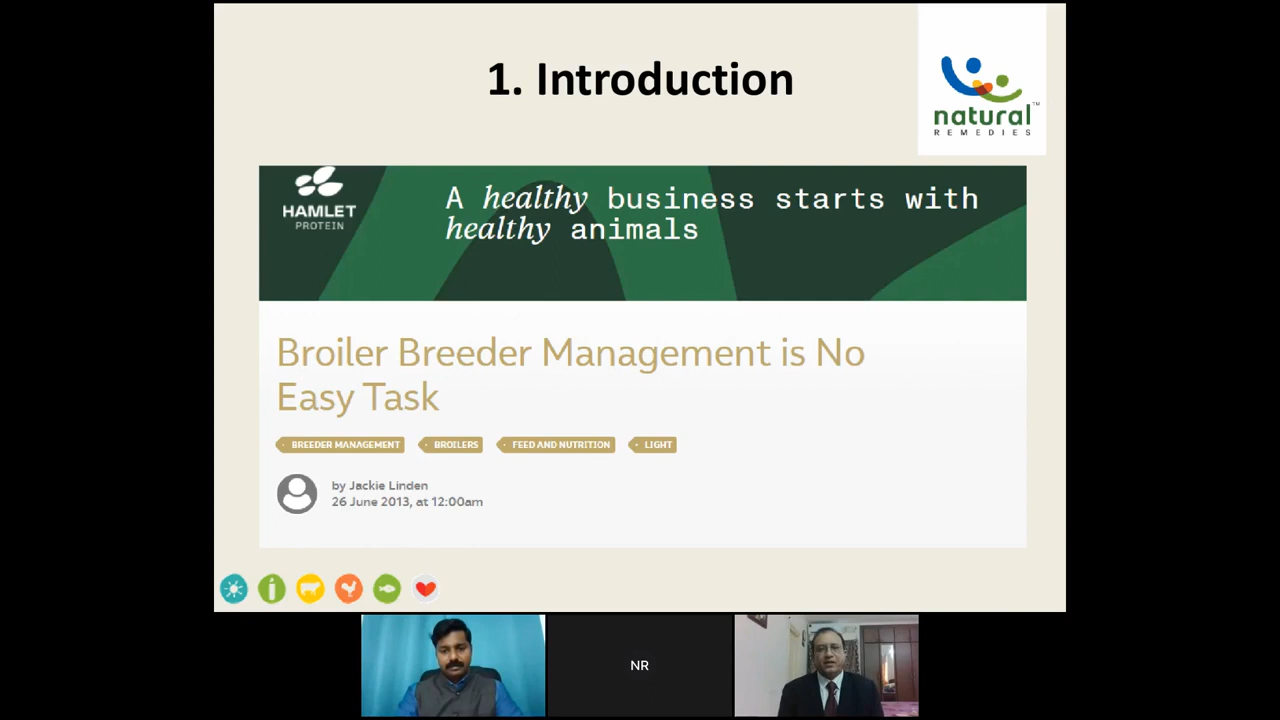 1. Introduction
natural™
REMEDIES
HAMLET
PROTEIN
A healthy business starts with
healthy animals
Broiler Breeder Management is No
Easy Task
BREEDER MANAGEMENT
BROILERS
FEED AND NUTRITION
LIGHT
by Jackie Linden
26 June 2013, at 12:00am
NR